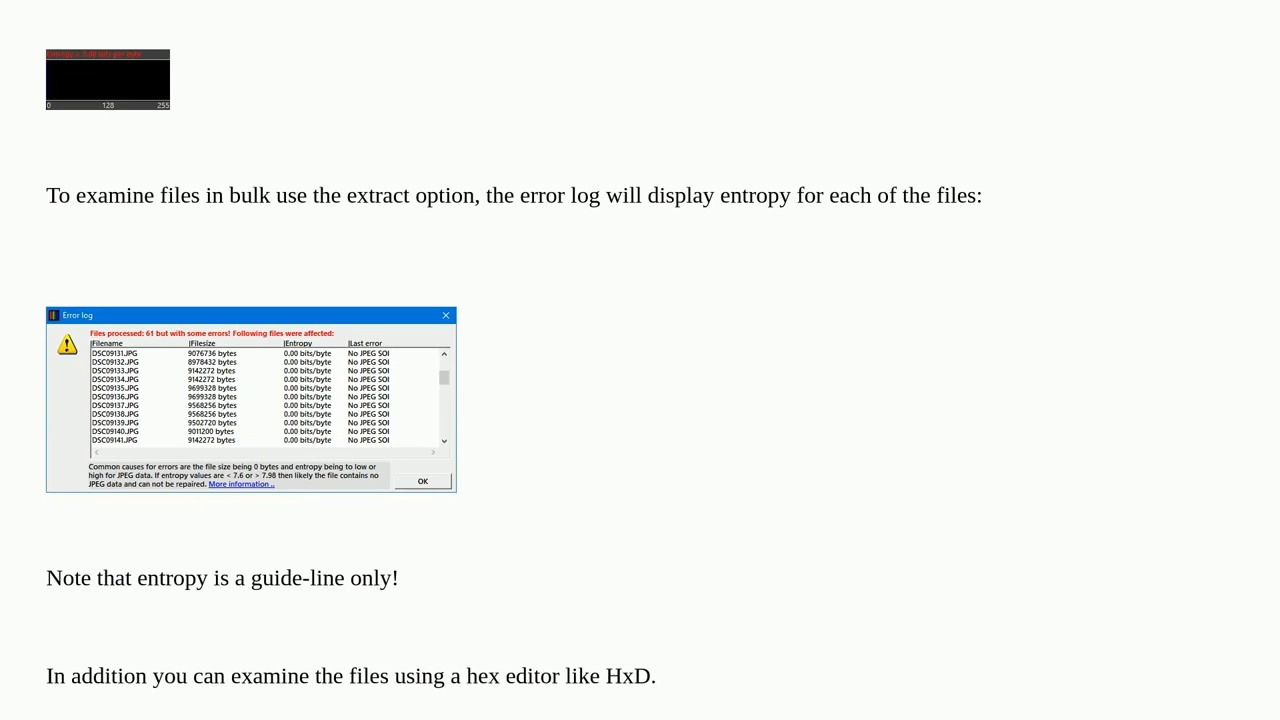 Entropy = 7.98 bits per byte
0 128 255
To examine files in bulk use the extract option, the error log will display entropy for each of the files:
Error log
Files processed: 61 but with some errors! Following files were affected:
|Filename |Filesize |Entropy |Last error
DSC09131.JPG 9076736 bytes 0.00 bits/byte No JPEG SOI
DSC09132.JPG 8978432 bytes 0.00 bits/byte No JPEG SOI
DSC09133.JPG 9142272 bytes 0.00 bits/byte No JPEG SOI
DSC09134.JPG 9142272 bytes 0.00 bits/byte No JPEG SOI
DSC09135.JPG 9699328 bytes 0.00 bits/byte No JPEG SOI
DSC09136.JPG 9699328 bytes 0.00 bits/byte No JPEG SOI
DSC09137.JPG 9568256 bytes 0.00 bits/byte No JPEG SOI
DSC09138.JPG 9568256 bytes 0.00 bits/byte No JPEG SOI
DSC09139.JPG 9502720 bytes 0.00 bits/byte No JPEG SOI
DSC09140.JPG 9011200 bytes 0.00 bits/byte No JPEG SOI
DSC09141.JPG 9142272 bytes 0.00 bits/byte No JPEG SOI
Common causes for errors are the file size being 0 bytes and entropy being to low or
high for JPEG data. If entropy values are < 7.6 or > 7.98 then likely the file contains no
JPEG data and can not be repaired. More information ..
OK
Note that entropy is a guide-line only!
In addition you can examine the files using a hex editor like HxD.